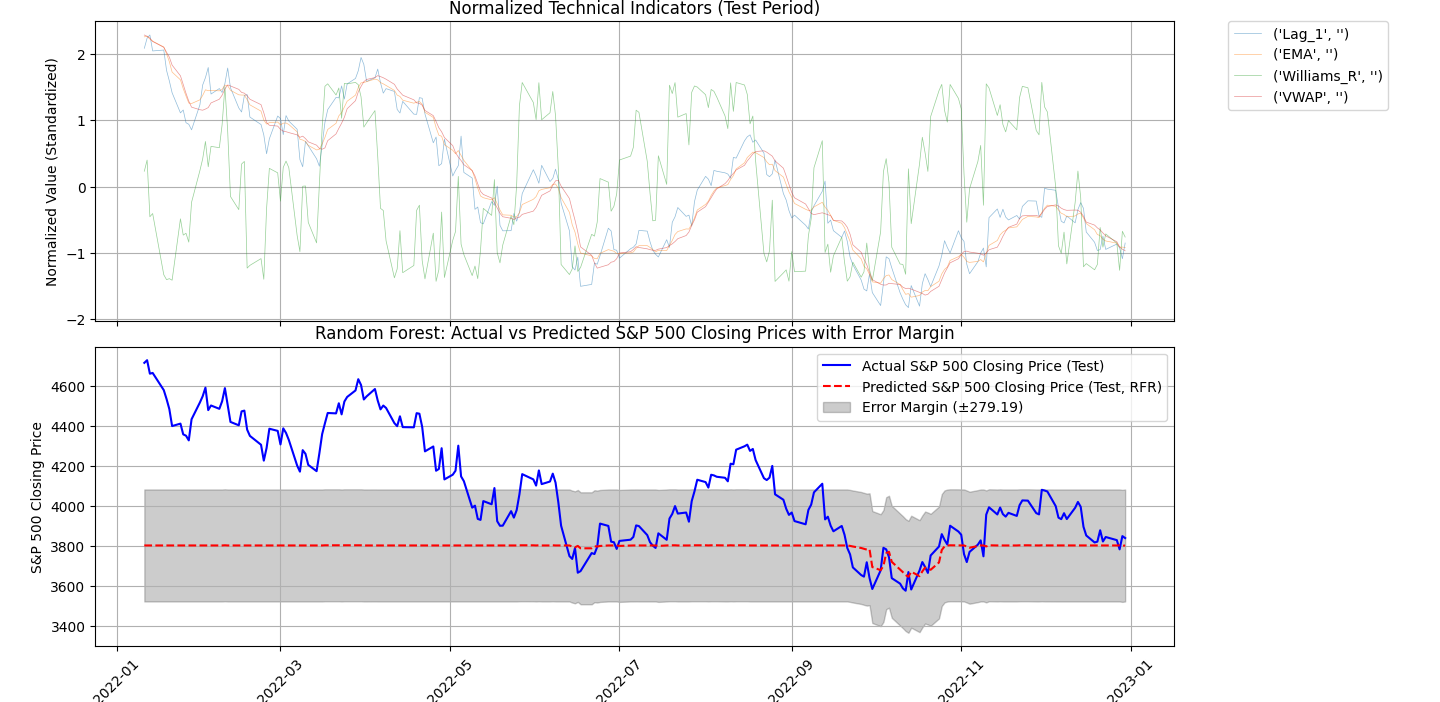 Normalized Technical Indicators (Test Period)
Normalized Value (Standardized)
2
1
0
−1
−2
('Lag_1', '')
('EMA', '')
('Williams_R', '')
('VWAP', '')
Random Forest: Actual vs Predicted S&P 500 Closing Prices with Error Margin
S&P 500 Closing Price
4600
4400
4200
4000
3800
3600
3400
Actual S&P 500 Closing Price (Test)
Predicted S&P 500 Closing Price (Test, RFR)
Error Margin (±279.19)
2022-01
2022-03
2022-05
2022-07
2022-09
2022-11
2023-01